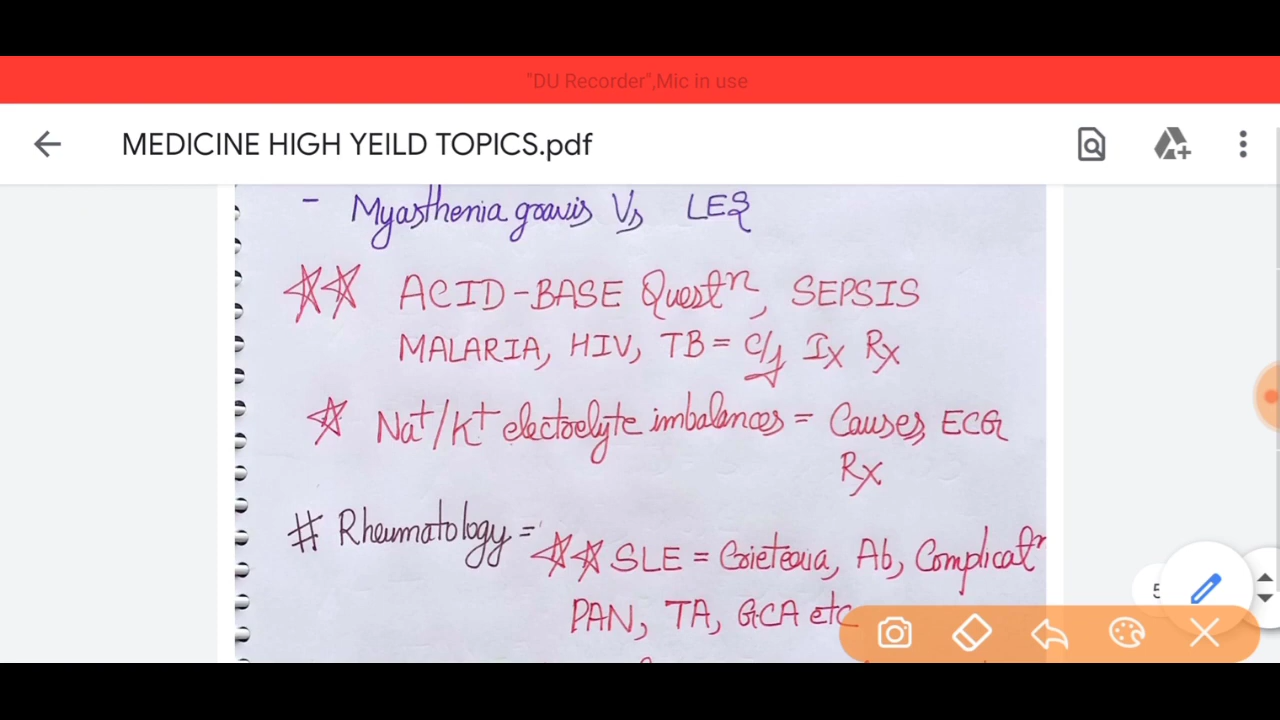 "DU Recorder",Mic in use
MEDICINE HIGH YEILD TOPICS.pdf
- Myasthenia gravis Vs LES
☆☆ ACID-BASE Questn, SEPSIS
MALARIA, HIV, TB = C/f Ix Rx
☆ Na+/K+ electrolyte imbalances = Causes, ECG
Rx
# Rheumatology = ☆☆ SLE = Criteria, Ab, Complicatn
PAN, TA, GCA etc
5